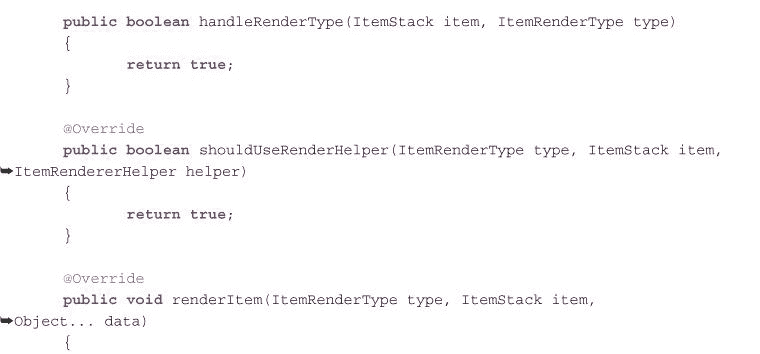 public boolean handleRenderType(ItemStack item, ItemRenderType type)
{
return true;
}
@Override
public boolean shouldUseRenderHelper(ItemRenderType type, ItemStack item,
➥ItemRendererHelper helper)
{
return true;
}
@Override
public void renderItem(ItemRenderType type, ItemStack item,
➥Object... data)
{